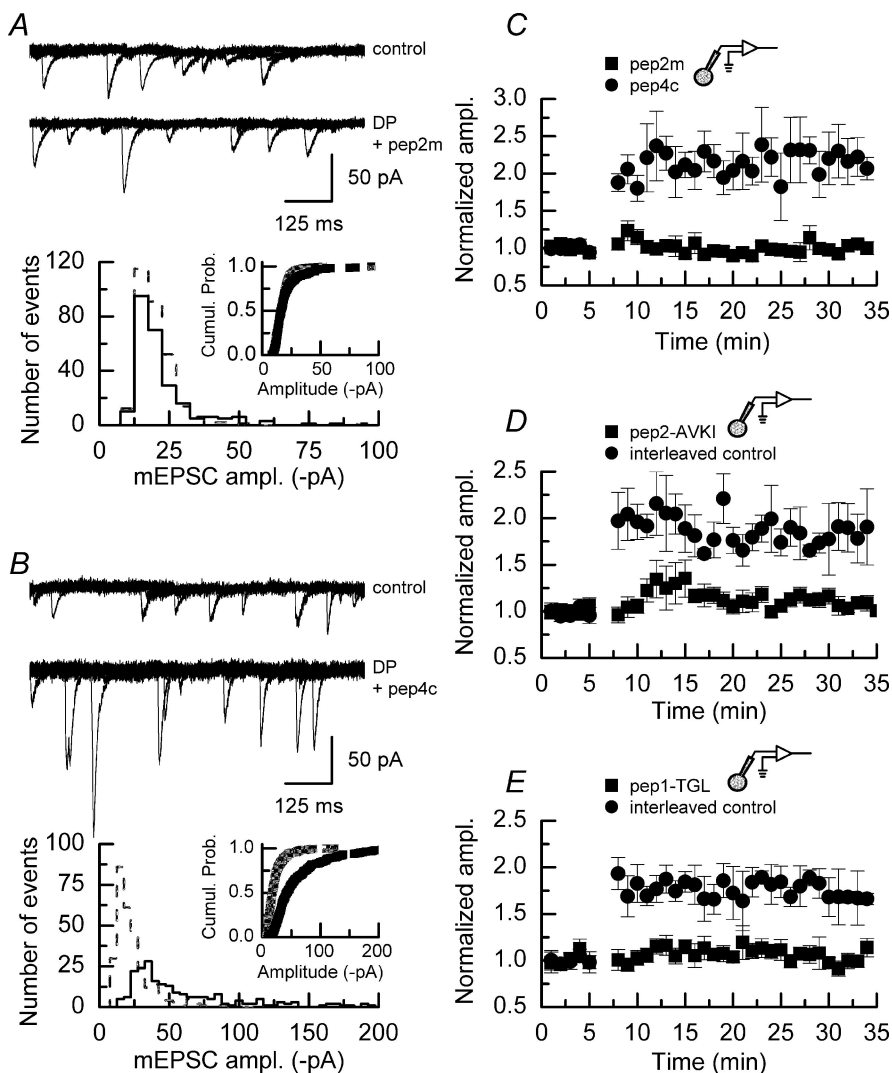 A
control
DP
+ pep2m
50 pA
125 ms
Number of events
120
80
40
0
Cumul. Prob.
1.0
0.5
0.0
0
50
100
Amplitude (-pA)
0
25
50
75
100
mEPSC ampl. (-pA)
B
control
DP
+ pep4c
50 pA
125 ms
Number of events
100
75
50
25
0
Cumul. Prob.
1.0
0.5
0.0
0
100
200
Amplitude (-pA)
0
50
100
150
200
mEPSC ampl. (-pA)
C
pep2m
pep4c
Normalized ampl.
3.0
2.5
2.0
1.5
1.0
0.5
0
5
10
15
20
25
30
35
Time (min)
D
pep2-AVKI
interleaved control
Normalized ampl.
2.5
2.0
1.5
1.0
0.5
0
5
10
15
20
25
30
35
Time (min)
E
pep1-TGL
interleaved control
Normalized ampl.
2.5
2.0
1.5
1.0
0.5
0
5
10
15
20
25
30
35
Time (min)